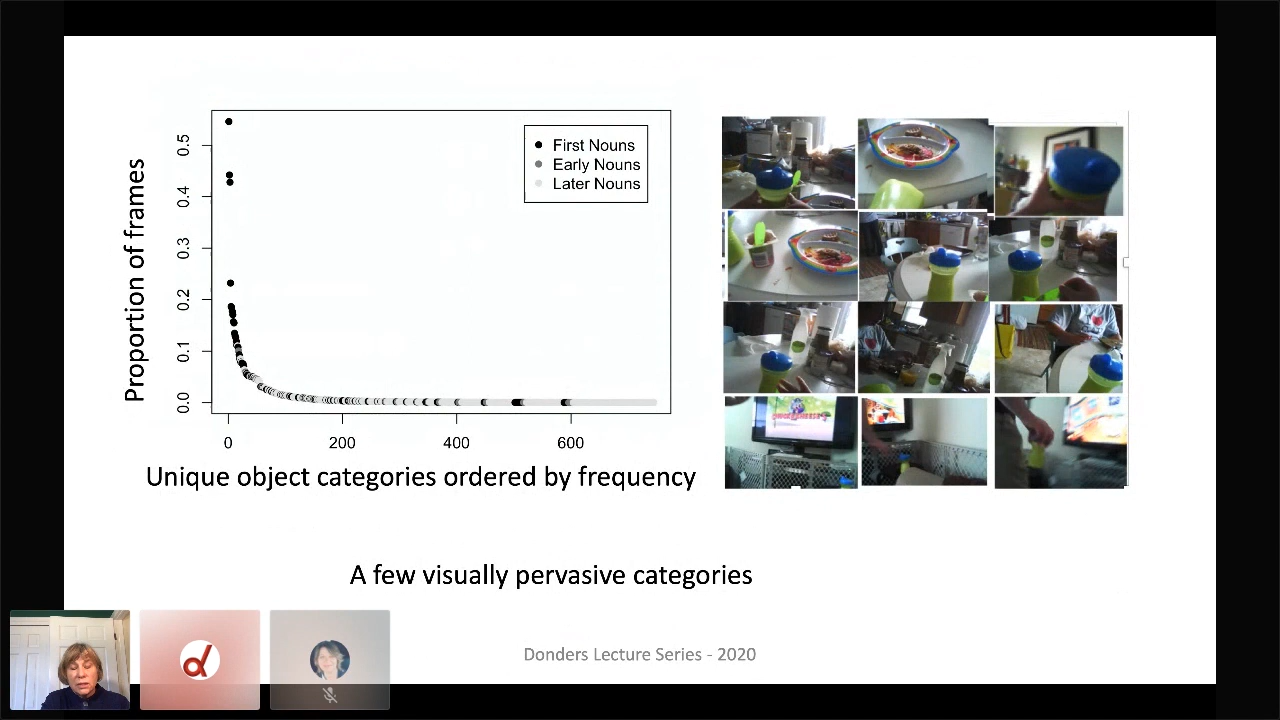 Proportion of frames
0.5
0.4
0.3
0.2
0.1
0.0
First Nouns
Early Nouns
Later Nouns
0 200 400 600
Unique object categories ordered by frequency
A few visually pervasive categories
Donders Lecture Series - 2020